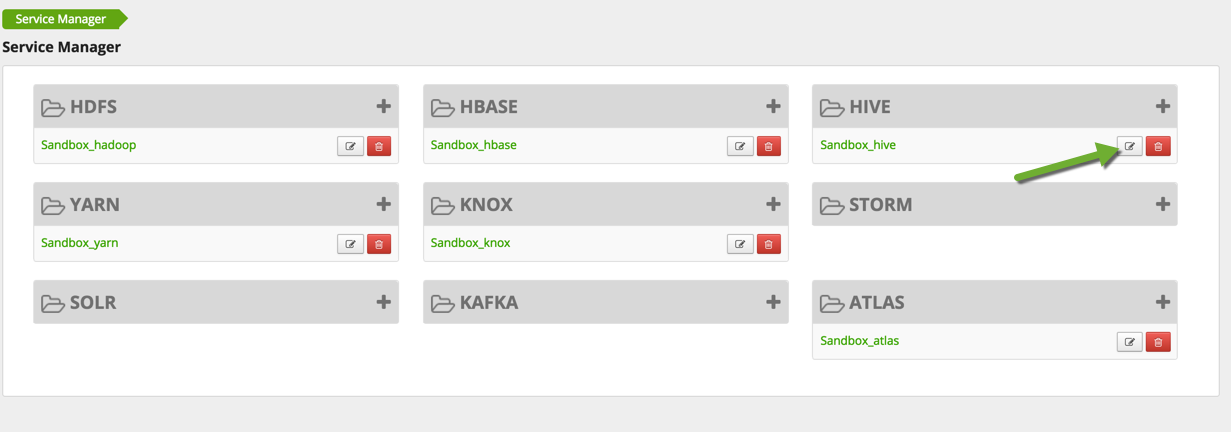 Service Manager
Service Manager
HDFS
HBASE
HIVE
Sandbox_hadoop
Sandbox_hbase
Sandbox_hive
YARN
KNOX
STORM
Sandbox_yarn
Sandbox_knox
SOLR
KAFKA
ATLAS
Sandbox_atlas